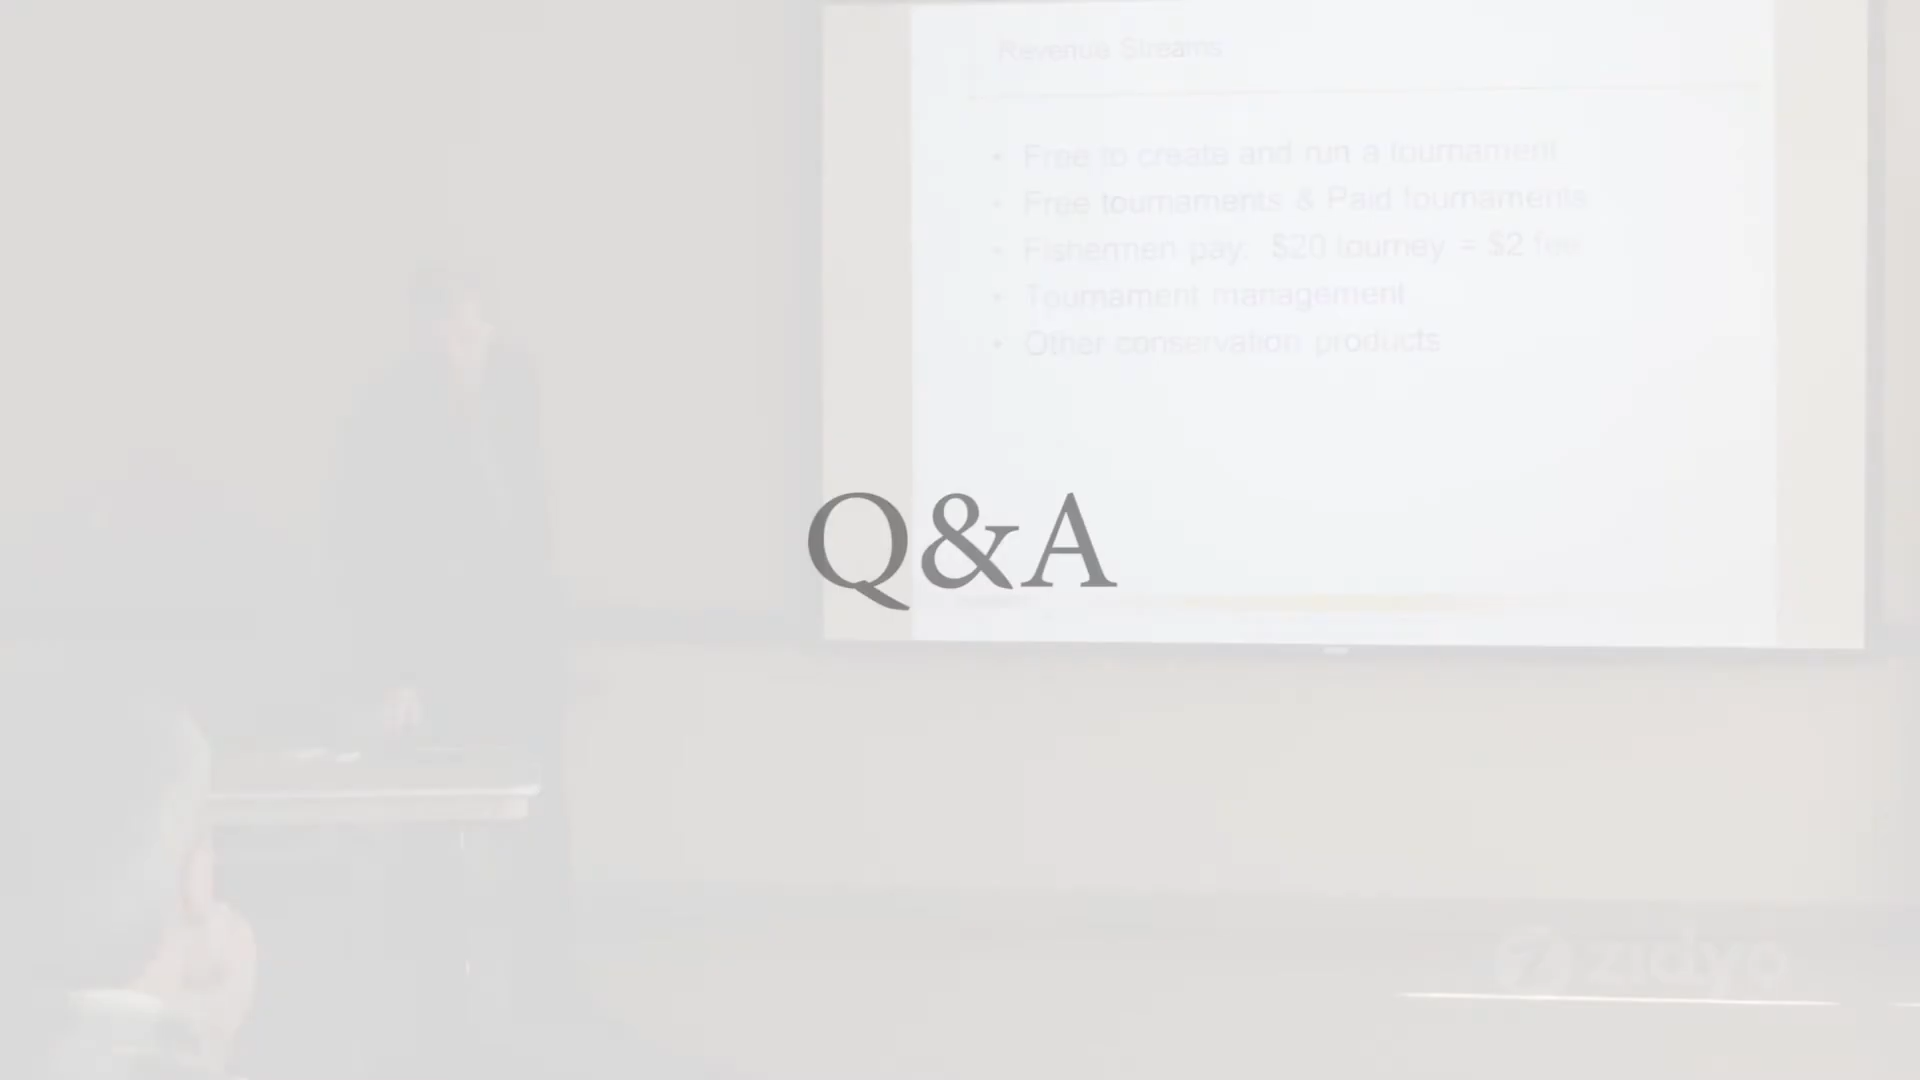 Revenue Streams
• Free to create and run a tournament
• Free tournaments & Paid tournaments
• Fishermen pay: $20 tourney = $2 fee
• Tournament management
• Other conservation products
Q&A
zidyo